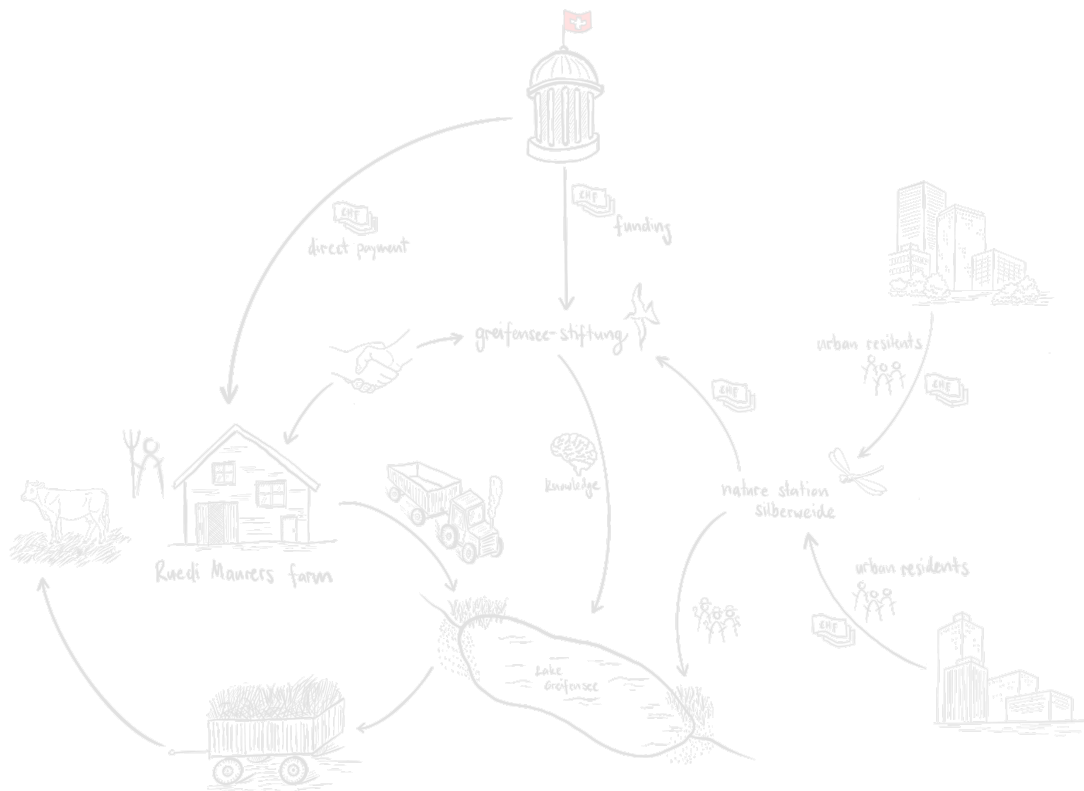 CHF
funding
CHF
direct payment
greifensee-stiftung
urban resitents
CHF
CHF
knowledge
nature station
silberweide
Ruedi Maurers farm
urban residents
CHF
Lake
Greifensee